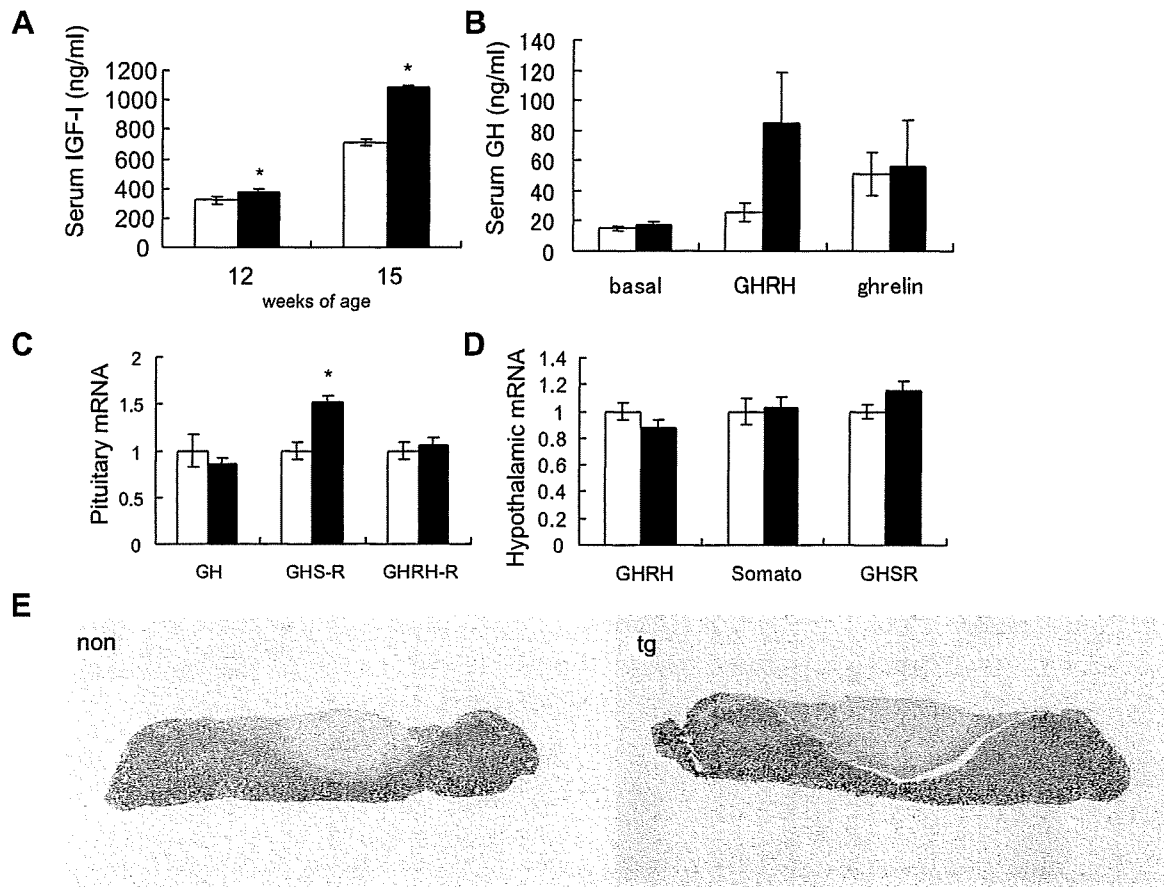 A
Serum IGF-I (ng/ml)
1200
1000
800
600
400
200
0
*
*
12
15
weeks of age
B
Serum GH (ng/ml)
140
120
100
80
60
40
20
0
basal
GHRH
ghrelin
C
Pituitary mRNA
2
1.5
1
0.5
0
*
GH
GHS-R
GHRH-R
D
Hypothalamic mRNA
1.4
1.2
1
0.8
0.6
0.4
0.2
0
GHRH
Somato
GHSR
E
non
tg